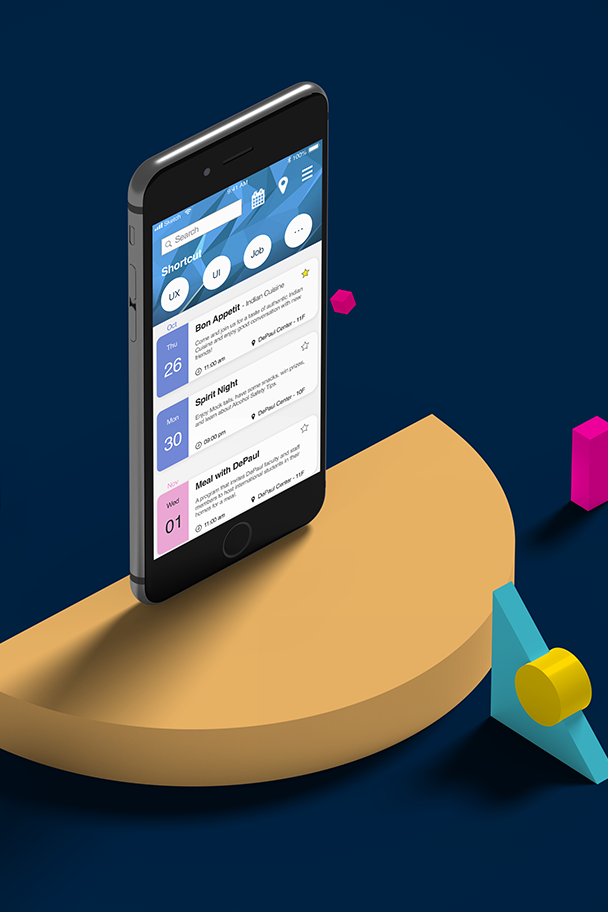 Sketch
9:41 AM
100%
Search
Shortcut
UX
UI
Job
...
Oct
Thu
26
Bon Appetit - Indian Cuisine
Come and join us for a taste of authentic Indian
Cuisine and enjoy good conversation with new
friends!
11:00 am
DePaul Center - 11F
Mon
30
Spirit Night
Enjoy Mock tails, have some snacks, win prizes,
and learn about Alcohol Safety Tips.
09:00 pm
DePaul Center - 10F
Nov
Wed
01
Meal with DePaul
A program that invites DePaul faculty and staff
members to host international students in their
homes for a meal.
11:00 am
DePaul Center - 11F